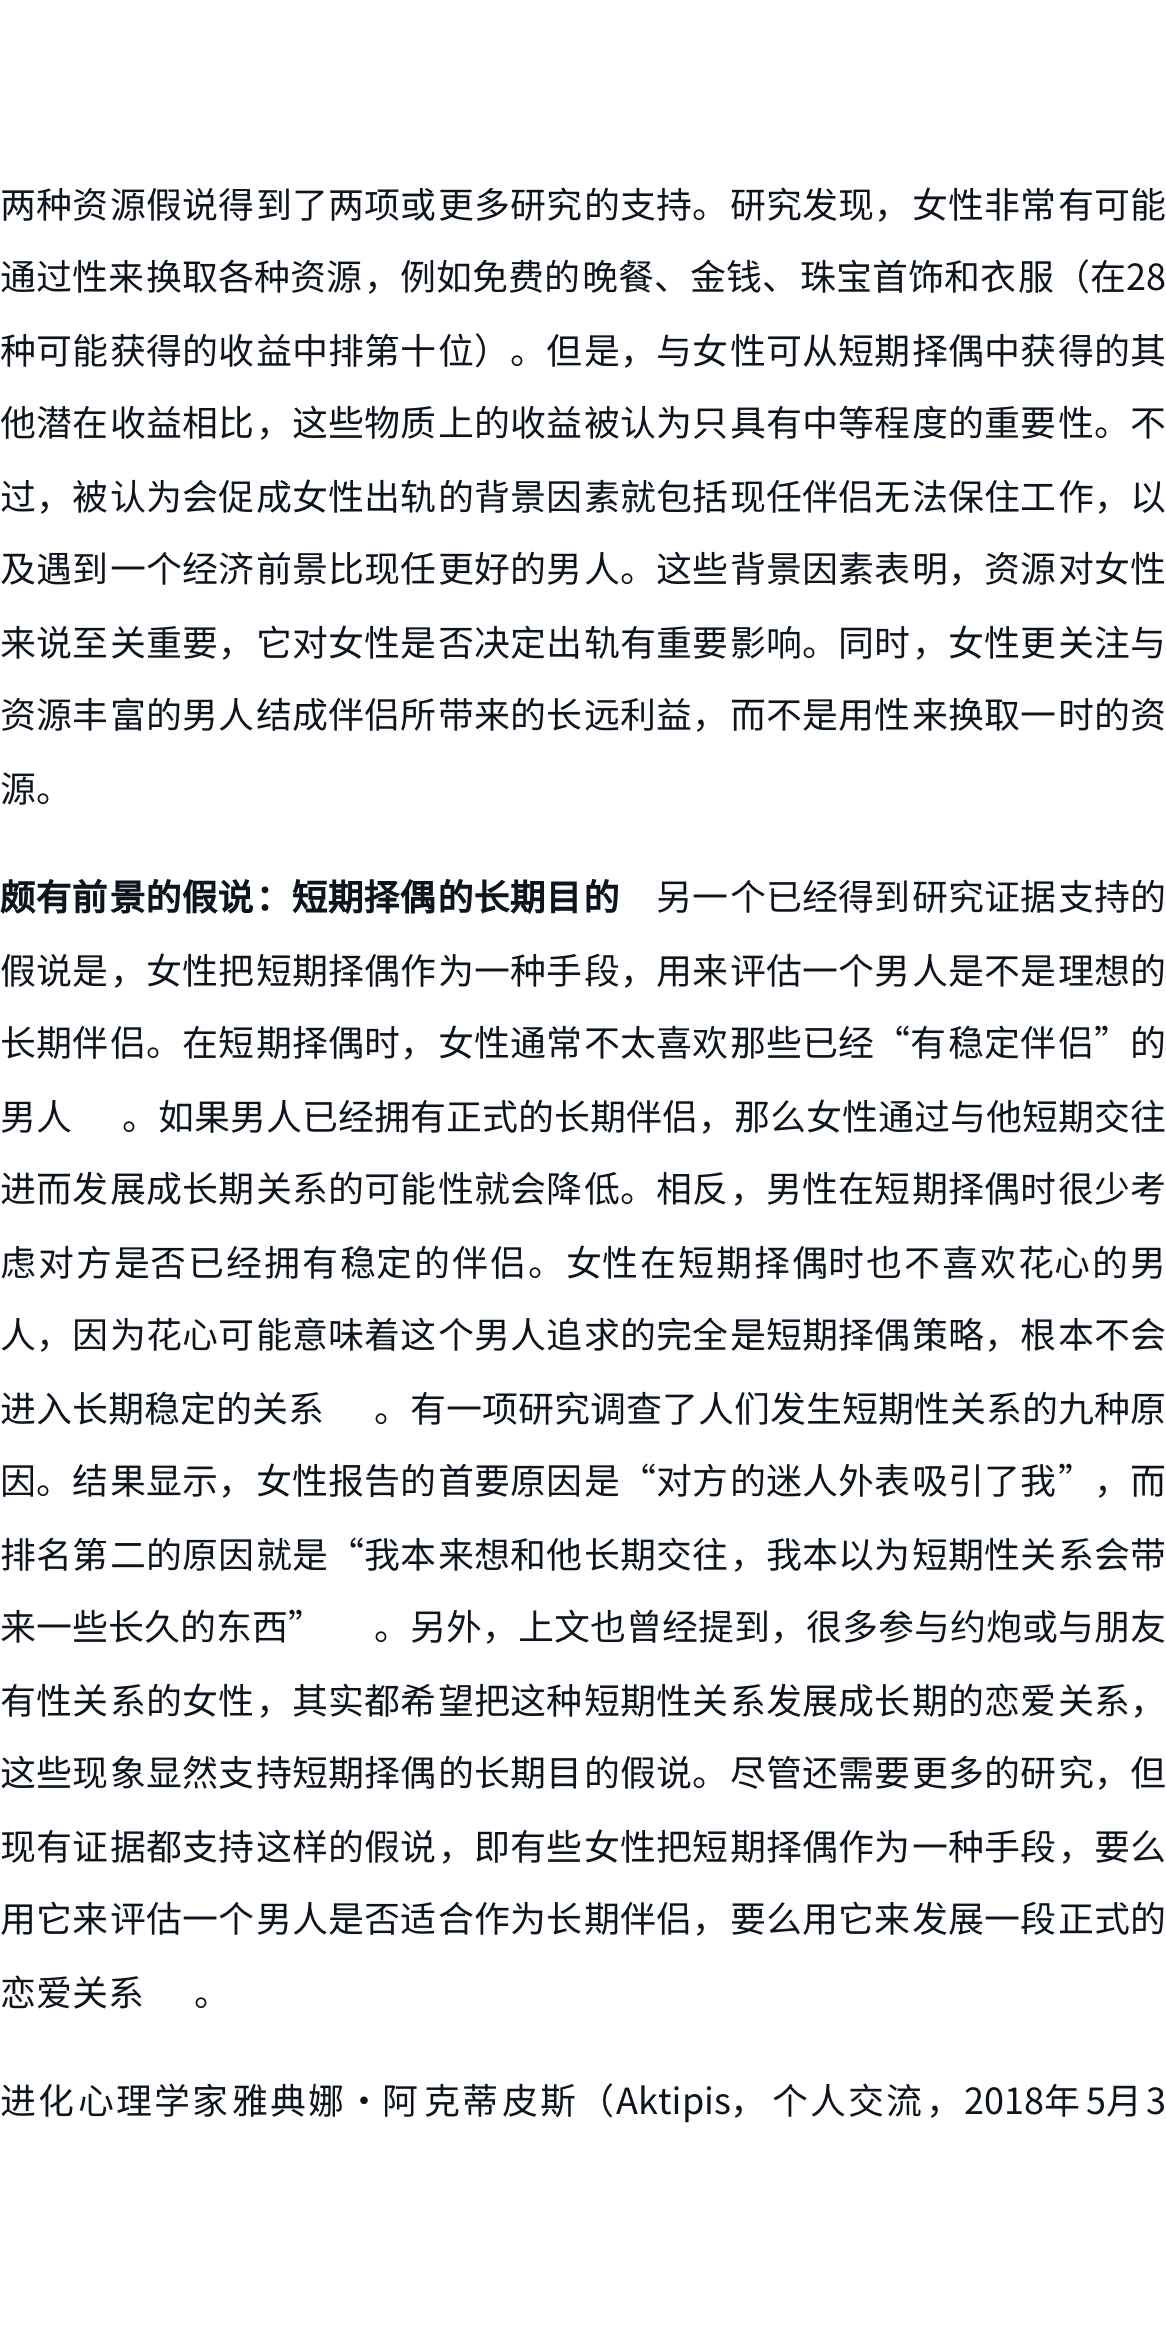 两种资源假说得到了两项或更多研究的支持。研究发现，女性非常有可能
通过性来换取各种资源，例如免费的晚餐、金钱、珠宝首饰和衣服（在28
种可能获得的收益中排第十位）。但是，与女性可从短期择偶中获得的其
他潜在收益相比，这些物质上的收益被认为只具有中等程度的重要性。不
过，被认为会促成女性出轨的背景因素就包括现任伴侣无法保住工作，以
及遇到一个经济前景比现任更好的男人。这些背景因素表明，资源对女性
来说至关重要，它对女性是否决定出轨有重要影响。同时，女性更关注与
资源丰富的男人结成伴侣所带来的长远利益，而不是用性来换取一时的资
源。
颇有前景的假说：短期择偶的长期目的　另一个已经得到研究证据支持的
假说是，女性把短期择偶作为一种手段，用来评估一个男人是不是理想的
长期伴侣。在短期择偶时，女性通常不太喜欢那些已经“有稳定伴侣”的
男人　。如果男人已经拥有正式的长期伴侣，那么女性通过与他短期交往
进而发展成长期关系的可能性就会降低。相反，男性在短期择偶时很少考
虑对方是否已经拥有稳定的伴侣。女性在短期择偶时也不喜欢花心的男
人，因为花心可能意味着这个男人追求的完全是短期择偶策略，根本不会
进入长期稳定的关系　。有一项研究调查了人们发生短期性关系的九种原
因。结果显示，女性报告的首要原因是“对方的迷人外表吸引了我”，而
排名第二的原因就是“我本来想和他长期交往，我本以为短期性关系会带
来一些长久的东西”　。另外，上文也曾经提到，很多参与约炮或与朋友
有性关系的女性，其实都希望把这种短期性关系发展成长期的恋爱关系，
这些现象显然支持短期择偶的长期目的假说。尽管还需要更多的研究，但
现有证据都支持这样的假说，即有些女性把短期择偶作为一种手段，要么
用它来评估一个男人是否适合作为长期伴侣，要么用它来发展一段正式的
恋爱关系　。
进化心理学家雅典娜·阿克蒂皮斯（Aktipis，个人交流，2018年5月3